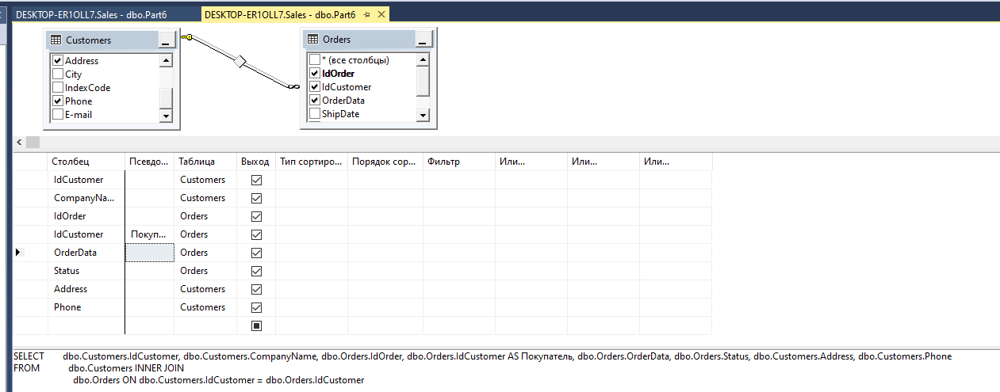 DESKTOP-ER1OLL7.Sales - dbo.Part6 DESKTOP-ER1OLL7.Sales - dbo.Part6
Customers
Address
City
IndexCode
Phone
E-mail
Orders
* (все столбцы)
IdOrder
IdCustomer
OrderData
ShipDate
Столбец Псевдо... Таблица Выход Тип сортиро... Порядок сор... Фильтр Или... Или... Или...
IdCustomer Customers
CompanyNa... Customers
IdOrder Orders
IdCustomer Покуп... Orders
OrderData Orders
Status Orders
Address Customers
Phone Customers
SELECT dbo.Customers.IdCustomer, dbo.Customers.CompanyName, dbo.Orders.IdOrder, dbo.Orders.IdCustomer AS Покупатель, dbo.Orders.OrderData, dbo.Orders.Status, dbo.Customers.Address, dbo.Customers.Phone
FROM dbo.Customers INNER JOIN
dbo.Orders ON dbo.Customers.IdCustomer = dbo.Orders.IdCustomer